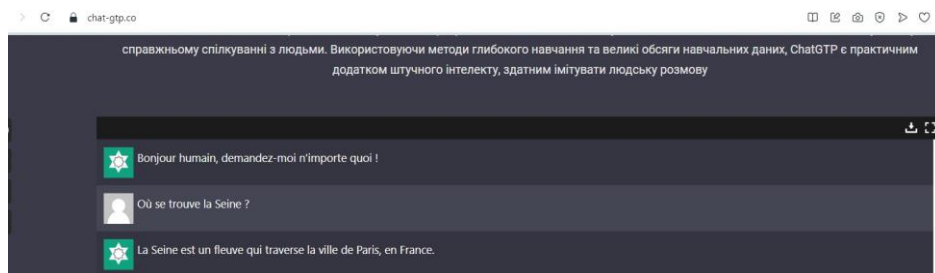 chat-gtp.co
справжньому спілкуванні з людьми. Використовуючи методи глибокого навчання та великі обсяги навчальних даних, ChatGTP є практичним
додатком штучного інтелекту, здатним імітувати людську розмову
Bonjour humain, demandez-moi n'importe quoi !
Où se trouve la Seine ?
La Seine est un fleuve qui traverse la ville de Paris, en France.